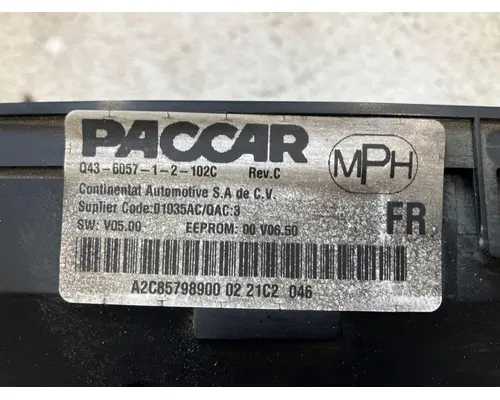 PACCAR
Q43-6057-1-2-102C Rev.C
MPH
Continental Automotive S.A de C.V.
Suplier Code:01035AC/QAC:3
FR
SW: V05.00 EEPROM: 00 V06.50
A2C85798900 02 21C2 046